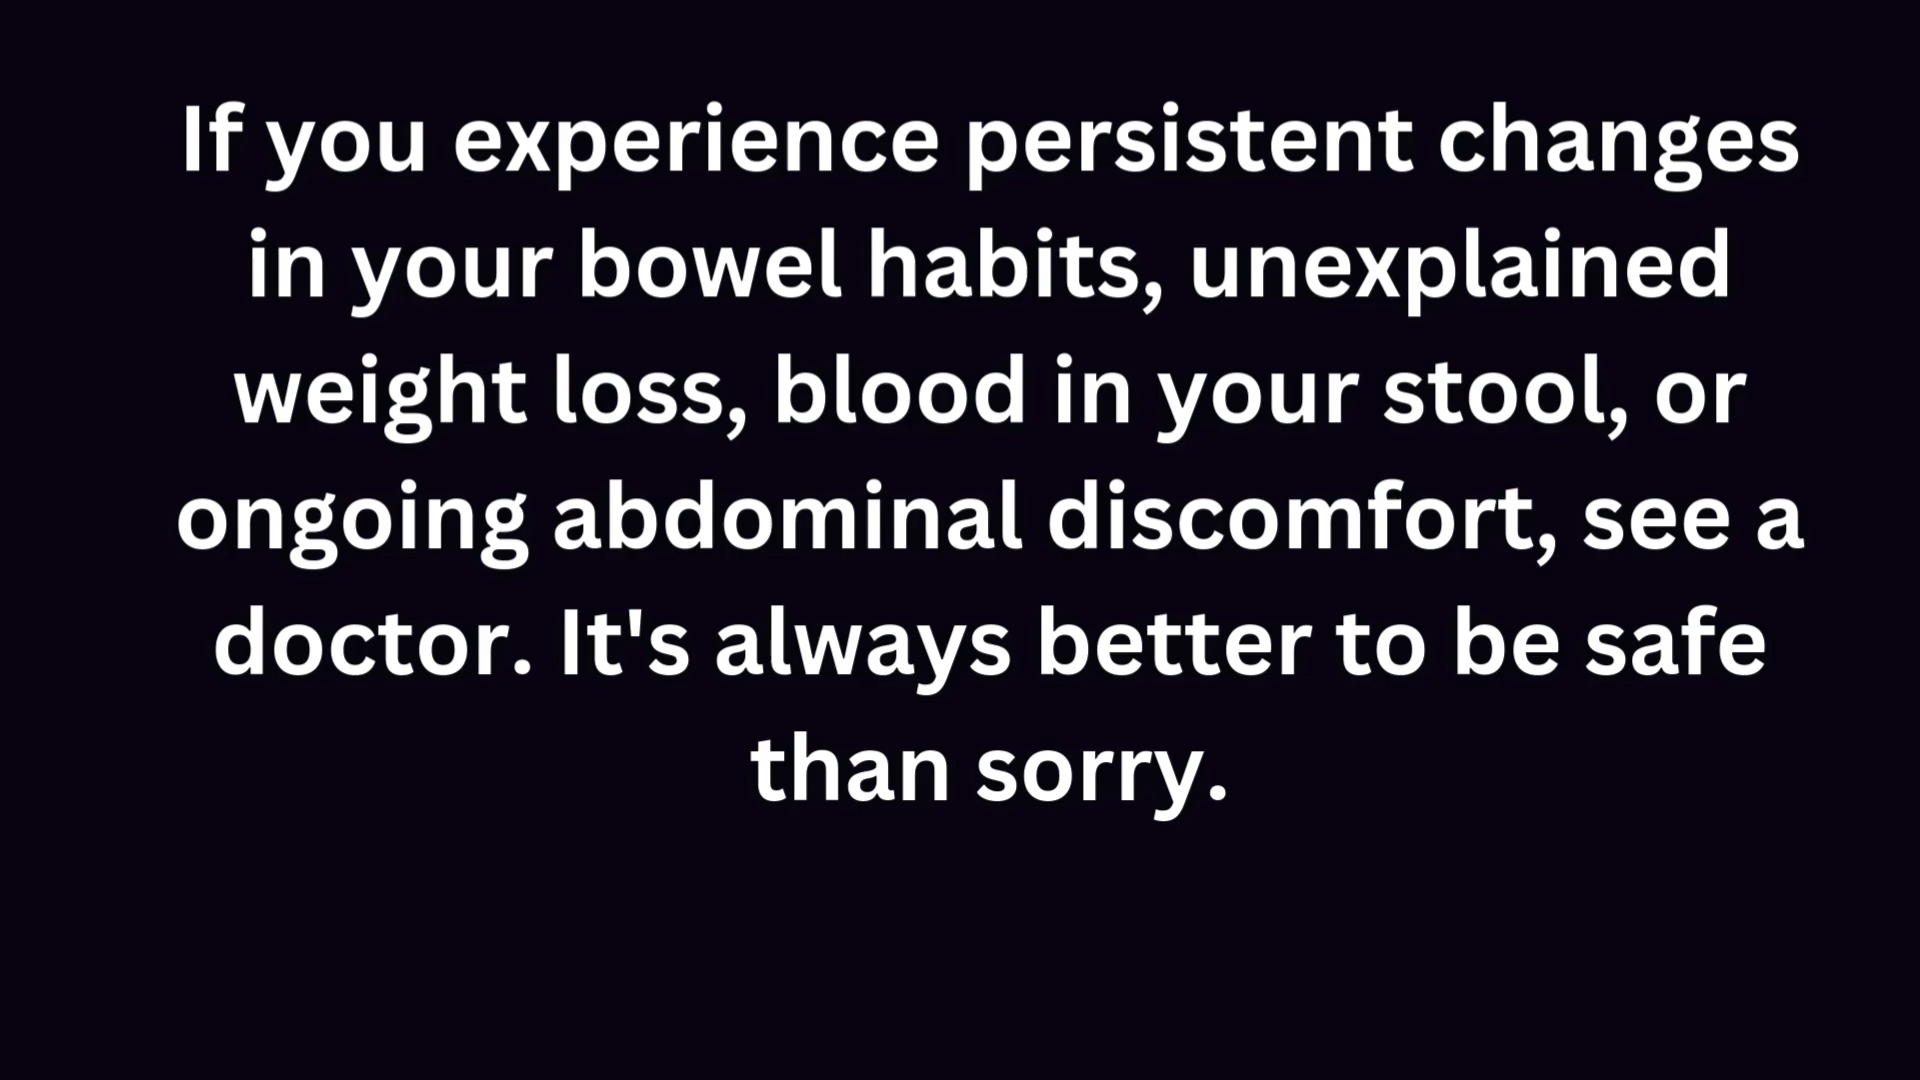 If you experience persistent changes
in your bowel habits, unexplained
weight loss, blood in your stool, or
ongoing abdominal discomfort, see a
doctor. It's always better to be safe
than sorry.